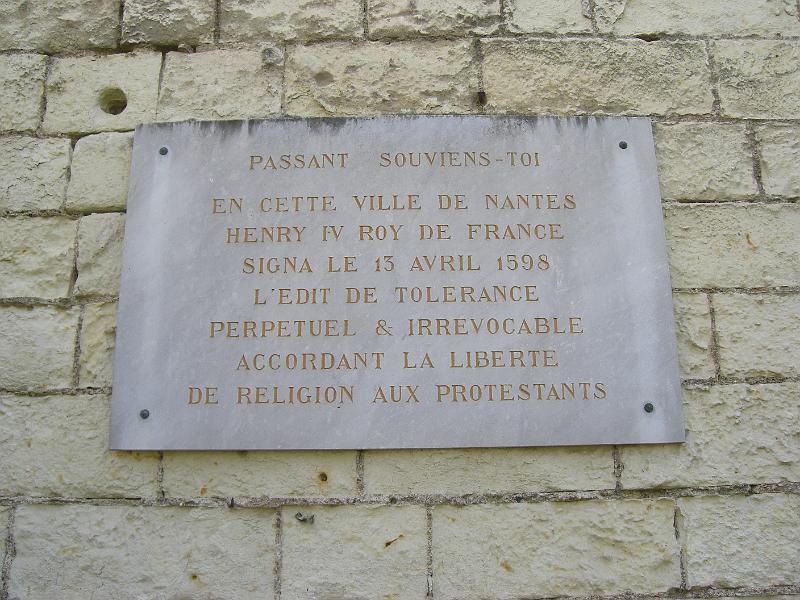 PASSANT SOUVIENS-TOI
EN CETTE VILLE DE NANTES
HENRY IV ROY DE FRANCE
SIGNA LE 13 AVRIL 1598
L'EDIT DE TOLERANCE
PERPETUEL & IRREVOCABLE
ACCORDANT LA LIBERTE
DE RELIGION AUX PROTESTANTS